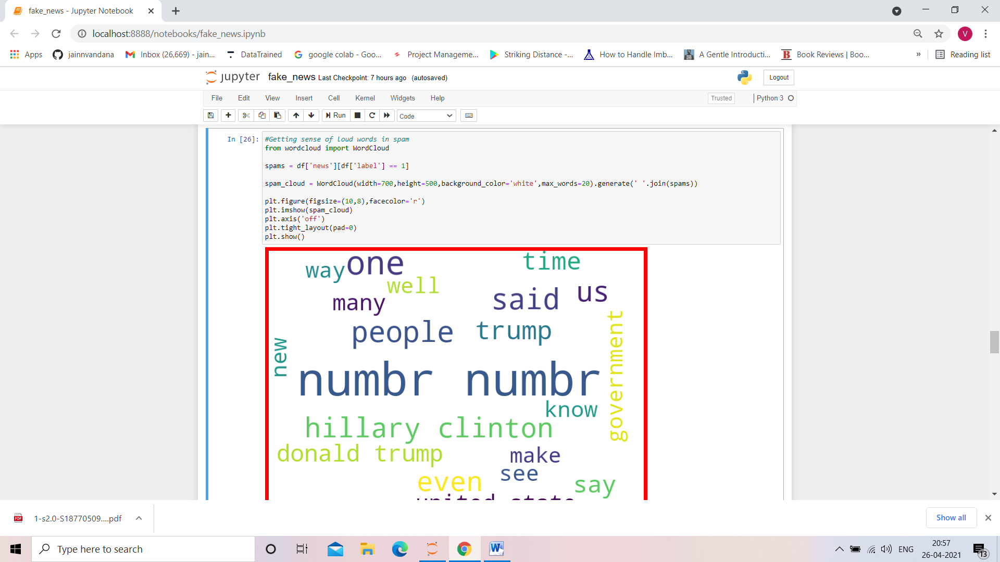 fake_news - Jupyter Notebook
localhost:8888/notebooks/fake_news.ipynb
V
Apps jainnvandana Inbox (26,669) - jain... DataTrained google colab - Goo... Project Manageme... Striking Distance -... How to Handle Imb... A Gentle Introducti... Book Reviews | Boo... » Reading list
jupyter fake_news Last Checkpoint: 7 hours ago (autosaved) Logout
File Edit View Insert Cell Kernel Widgets Help Trusted Python 3
Run Code
In [26]: #Getting sense of loud words in spam
from wordcloud import WordCloud
spams = df['news'][df['label'] == 1]
spam_cloud = WordCloud(width=700,height=500,background_color='white',max_words=20).generate(' '.join(spams))
plt.figure(figsize=(10,8),facecolor='r')
plt.imshow(spam_cloud)
plt.axis('off')
plt.tight_layout(pad=0)
plt.show()
way one time
well
many said us
people trump
new
government
numbr numbr
know
hillary clinton
donald trump make
see
even say
united state
1-s2.0-S18770509....pdf Show all
Type here to search ENG 20:57
26-04-2021 13